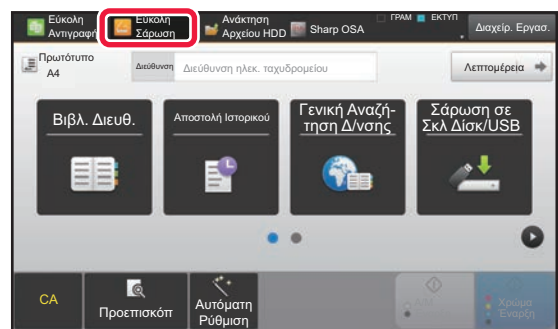 Εύκολη
Αντιγραφή
Εύκολη
Σάρωση
Ανάκτηση
Αρχείου HDD
Sharp OSA
ΓΡΑΜ
ΕΚΤΥΠ
Διαχείρ. Εργασ.
Πρωτότυπο
A4
Διεύθυνση
Διεύθυνση ηλεκ. ταχυδρομείου
Λεπτομέρεια
Βιβλ. Διευθ.
Αποστολή Ιστορικού
Γενική Αναζή-
τηση Δ/νσης
Σάρωση σε
Σκλ Δίσκ/USB
CA
Προεπισκόπ
Αυτόματη
Ρύθμιση
Χρώμα
Έναρξη